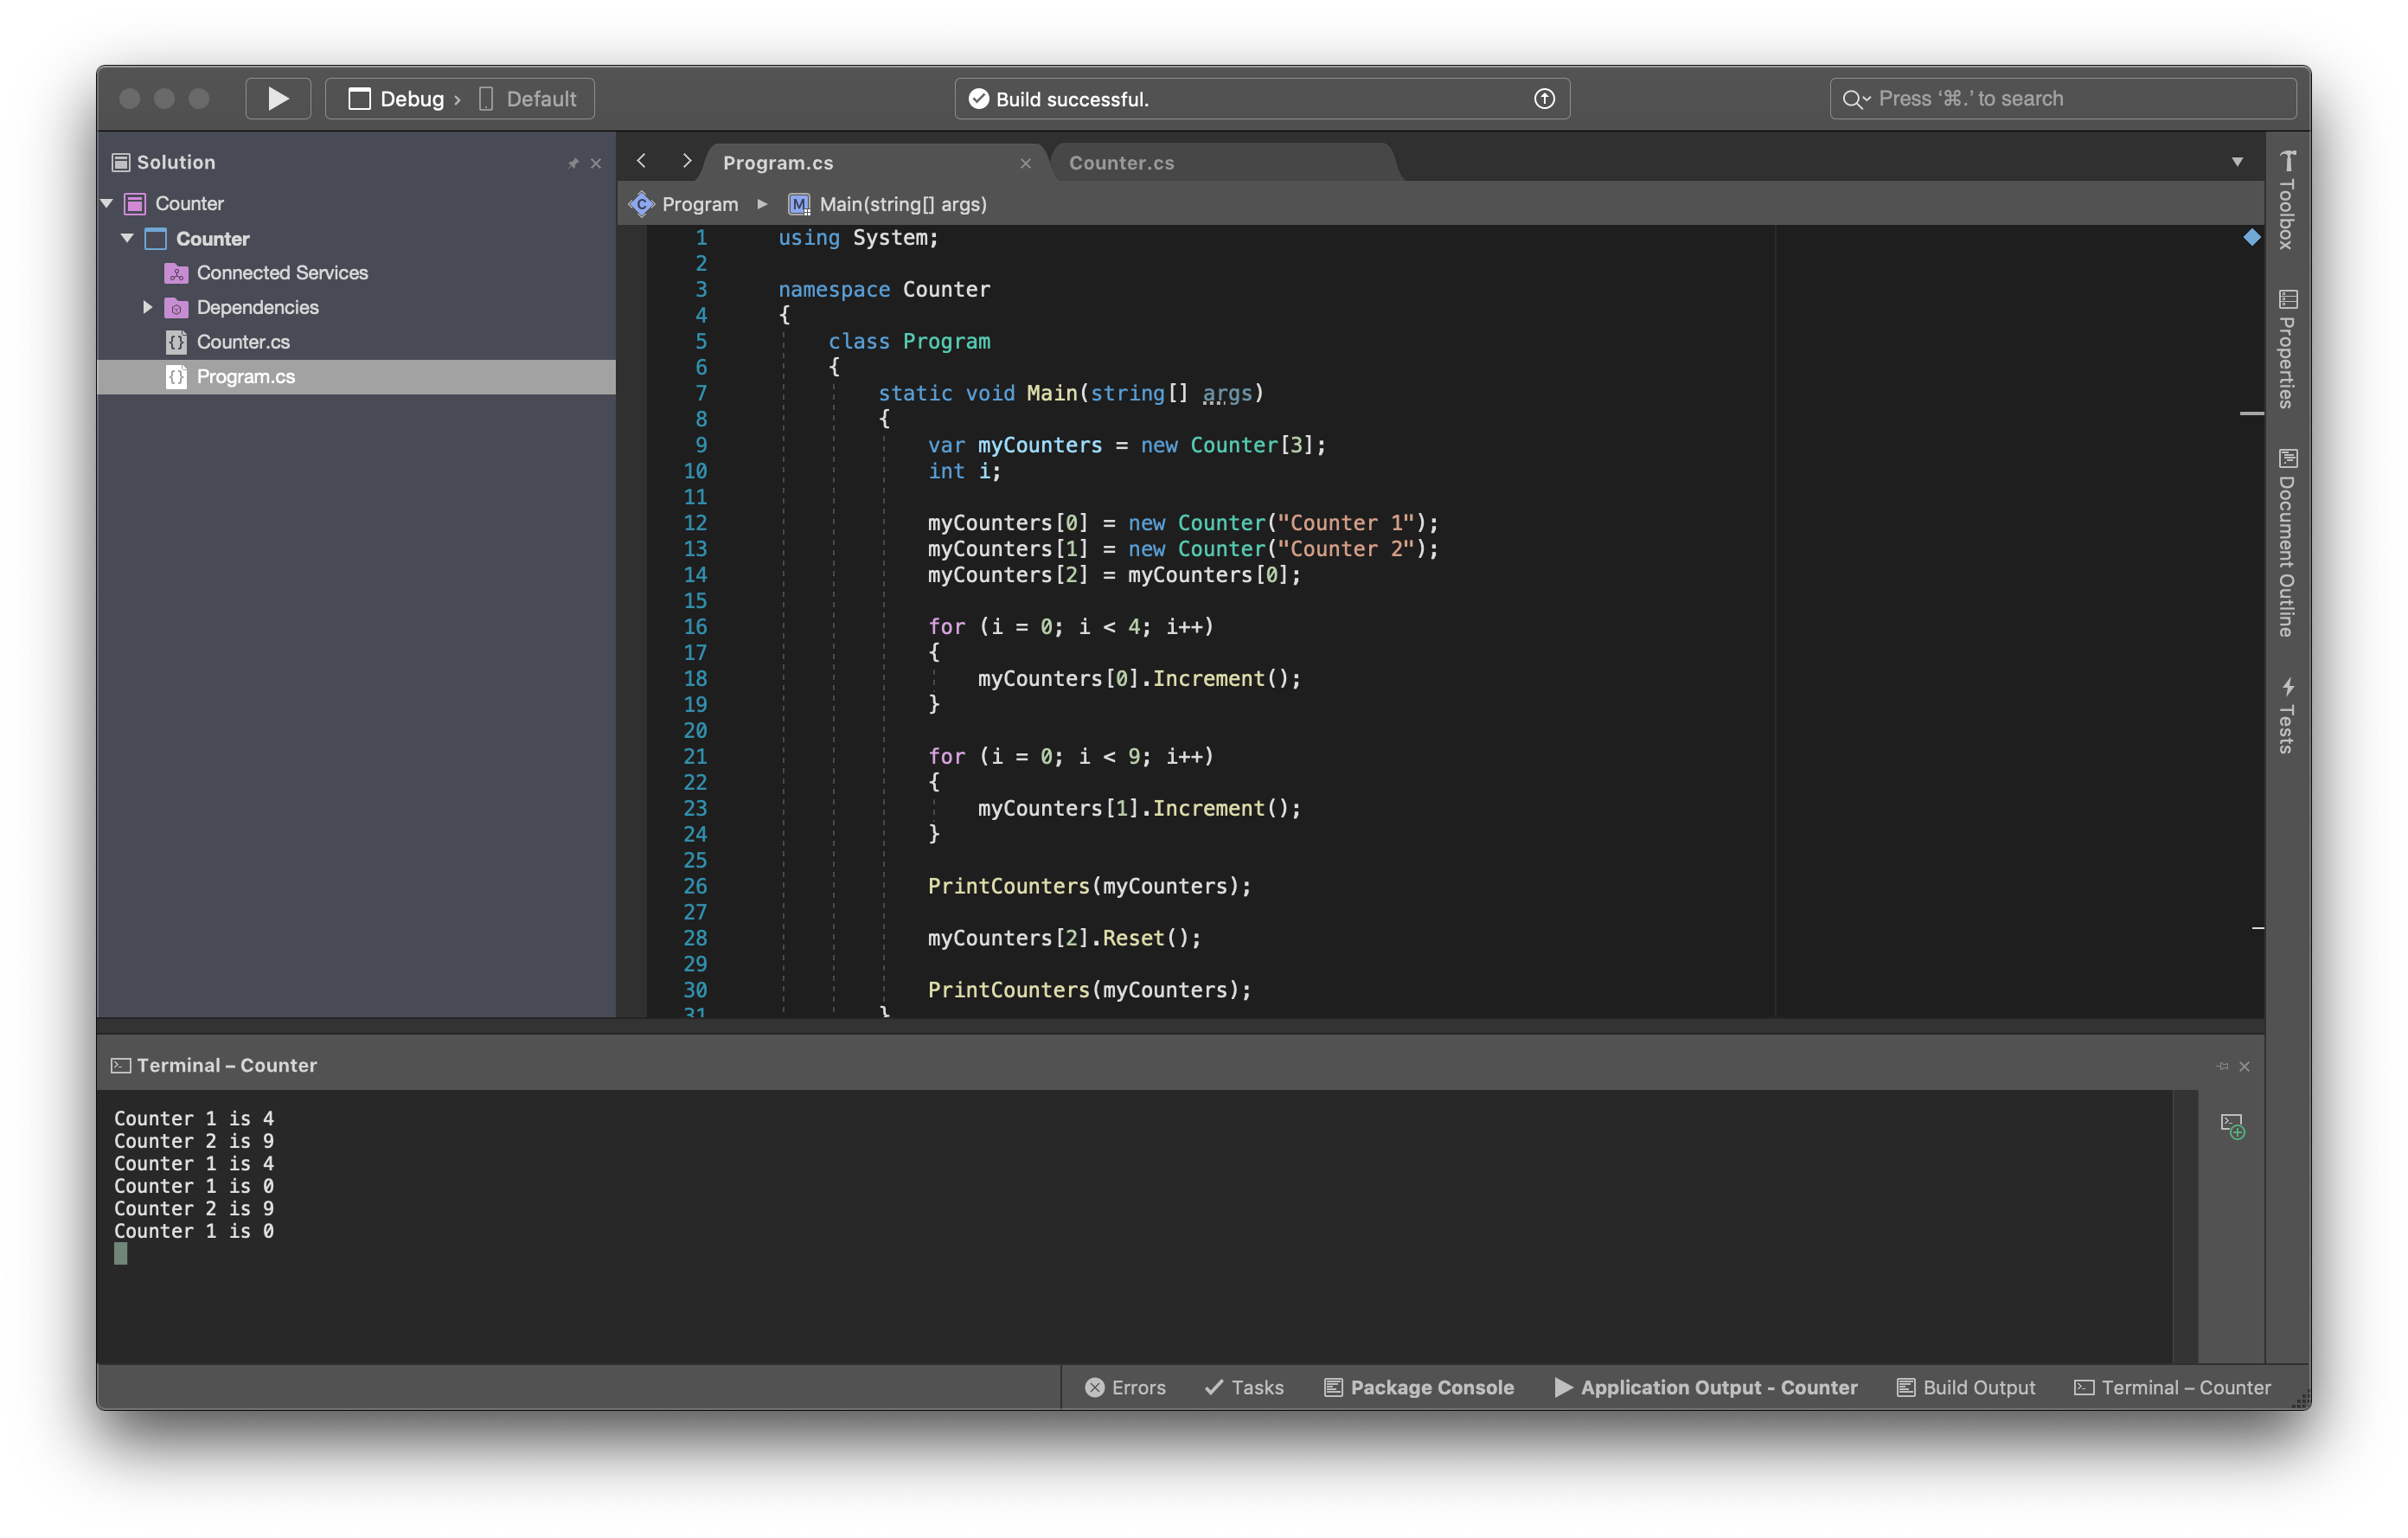 Debug › Default
Build successful.
Press ‘⌘.’ to search
Solution
Counter
Counter
Connected Services
Dependencies
Counter.cs
Program.cs
Program.cs
Counter.cs
Program
Main(string[] args)
1 using System;
2
3 namespace Counter
4 {
5 class Program
6 {
7 static void Main(string[] args)
8 {
9 var myCounters = new Counter[3];
10 int i;
11
12 myCounters[0] = new Counter("Counter 1");
13 myCounters[1] = new Counter("Counter 2");
14 myCounters[2] = myCounters[0];
15
16 for (i = 0; i < 4; i++)
17 {
18 myCounters[0].Increment();
19 }
20
21 for (i = 0; i < 9; i++)
22 {
23 myCounters[1].Increment();
24 }
25
26 PrintCounters(myCounters);
27
28 myCounters[2].Reset();
29
30 PrintCounters(myCounters);
31 }
Toolbox
Properties
Document Outline
Tests
Terminal – Counter
Counter 1 is 4
Counter 2 is 9
Counter 1 is 4
Counter 1 is 0
Counter 2 is 9
Counter 1 is 0
Errors
Tasks
Package Console
Application Output - Counter
Build Output
Terminal – Counter